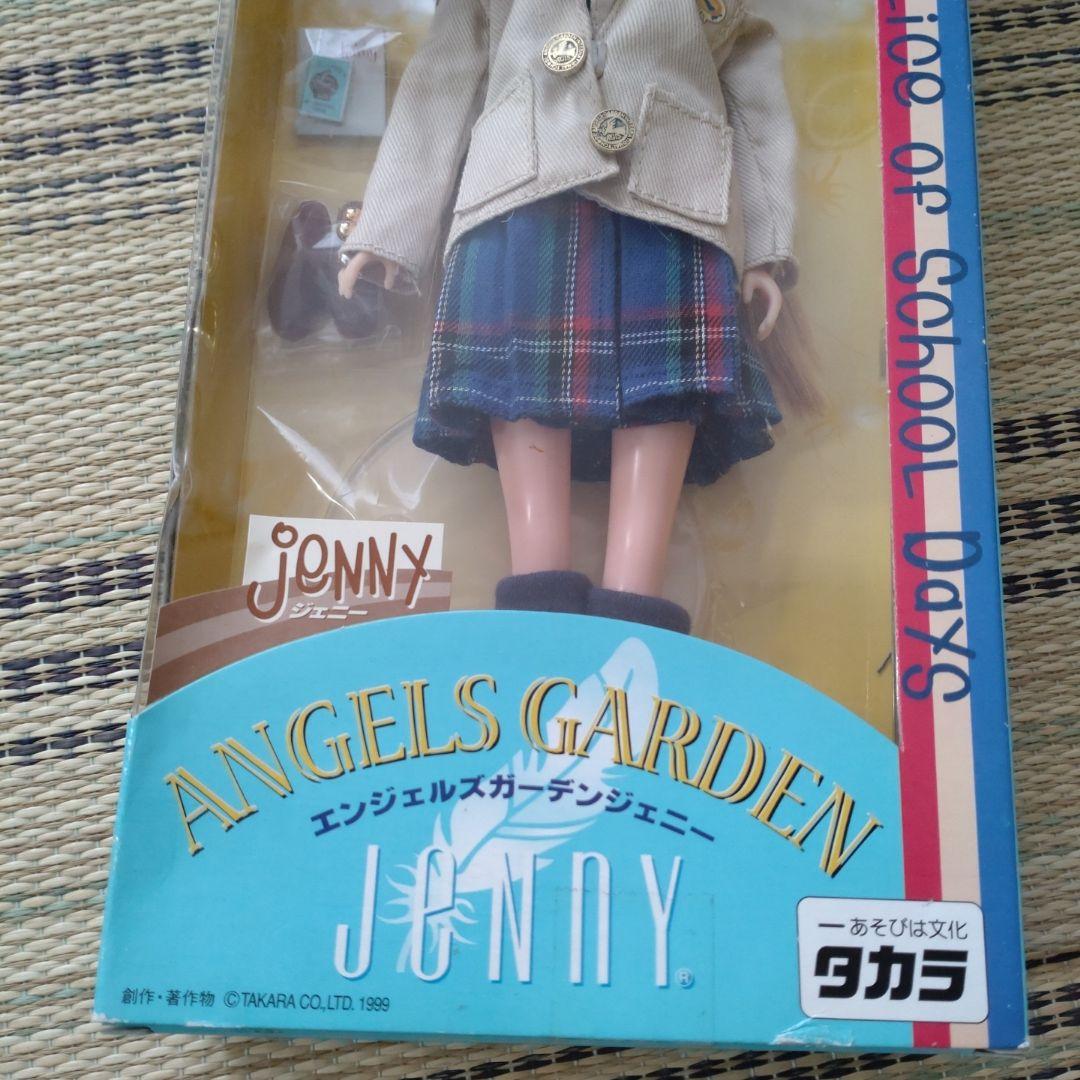 of School Days
Jenny
ジェニー
ANGELS GARDEN
エンジェルズガーデンジェニー
JeNNY®
ーあそびは文化
タカラ
創作・著作物 ©TAKARA CO.,LTD. 1999